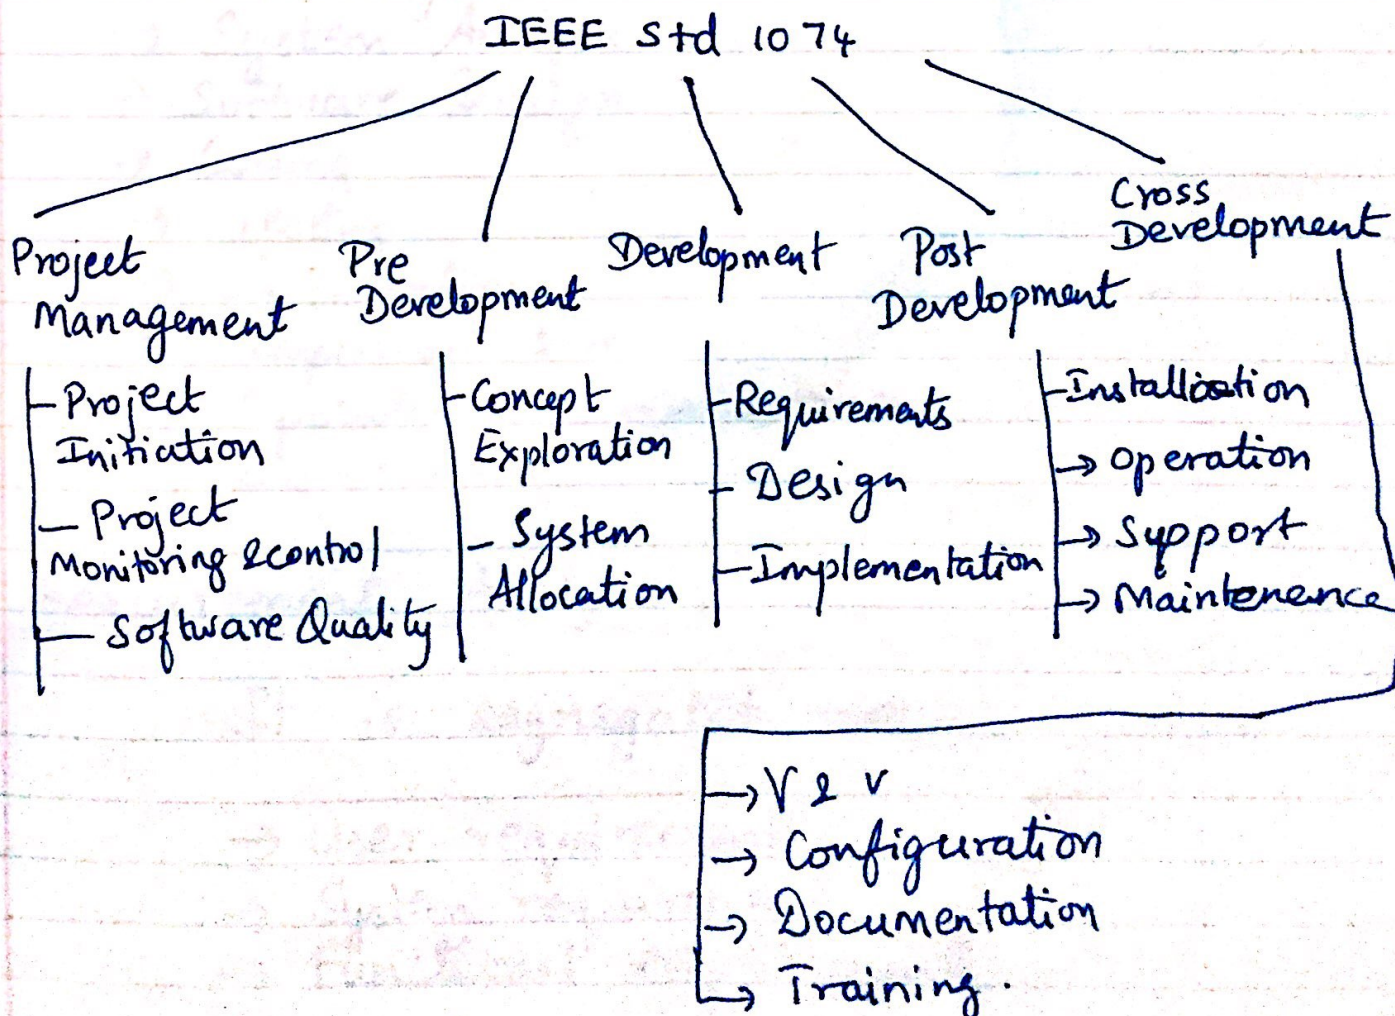 IEEE Std 1074
Project
Management
Project
Initiation
Project
Monitoring & control
Software Quality
Pre
Development
Concept
Exploration
System
Allocation
Development
Requirements
Design
Implementation
Post
Development
Installation
Operation
Support
Maintenence
Cross
Development
V & V
Configuration
Documentation
Training.